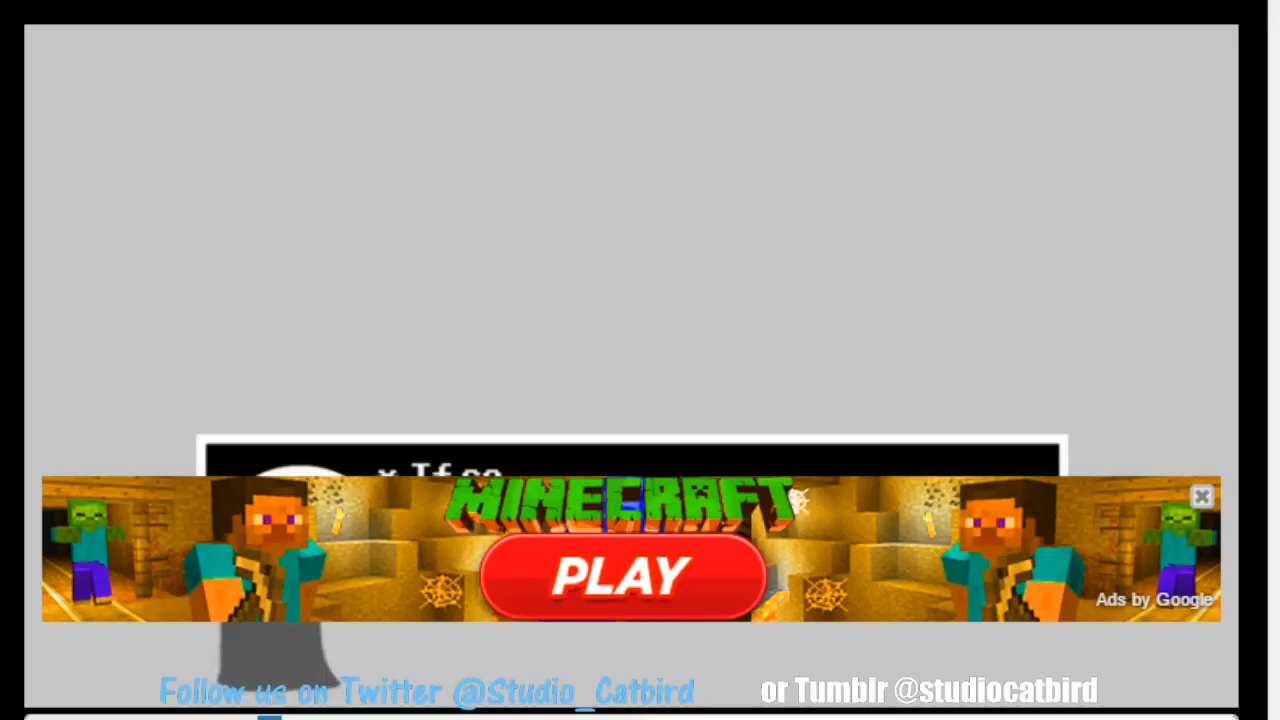 MINECRAFT
PLAY
Ads by Google
Follow us on Twitter @Studio_Catbird
or Tumblr @studiocatbird